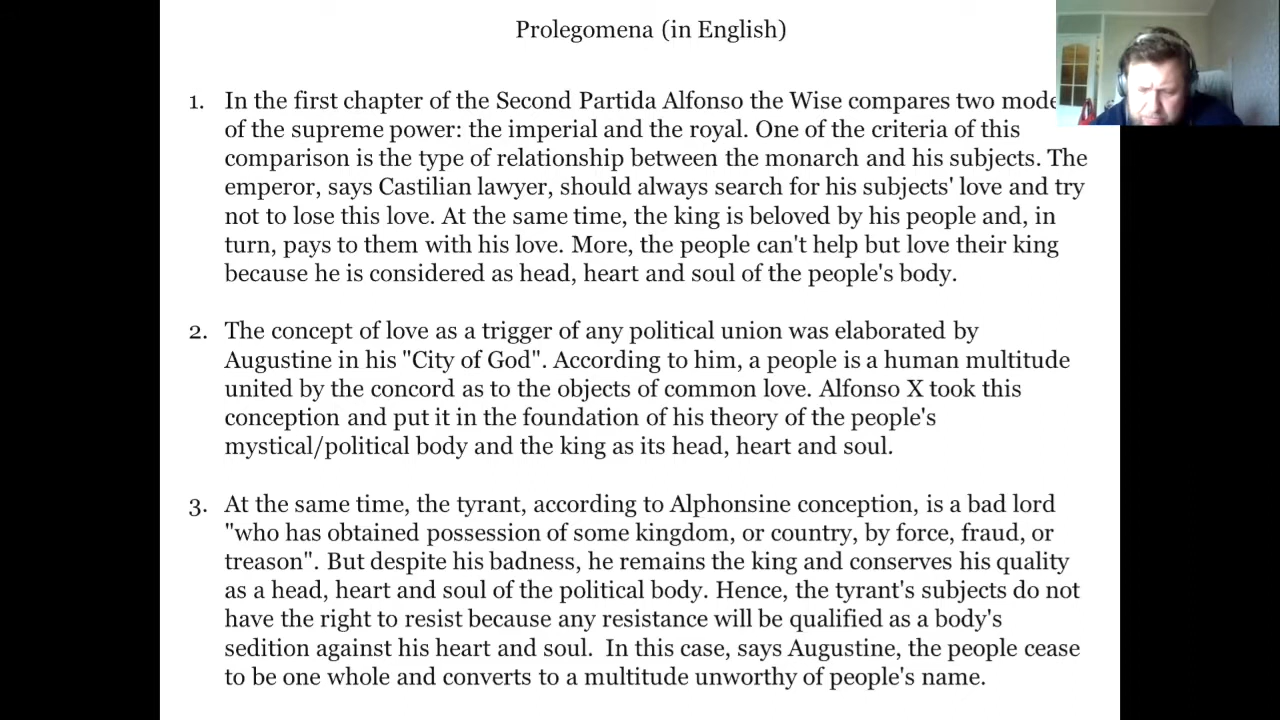 Prolegomena (in English)
1. In the first chapter of the Second Partida Alfonso the Wise compares two mode
of the supreme power: the imperial and the royal. One of the criteria of this
comparison is the type of relationship between the monarch and his subjects. The
emperor, says Castilian lawyer, should always search for his subjects' love and try
not to lose this love. At the same time, the king is beloved by his people and, in
turn, pays to them with his love. More, the people can't help but love their king
because he is considered as head, heart and soul of the people's body.
2. The concept of love as a trigger of any political union was elaborated by
Augustine in his "City of God". According to him, a people is a human multitude
united by the concord as to the objects of common love. Alfonso X took this
conception and put it in the foundation of his theory of the people's
mystical/political body and the king as its head, heart and soul.
3. At the same time, the tyrant, according to Alphonsine conception, is a bad lord
"who has obtained possession of some kingdom, or country, by force, fraud, or
treason". But despite his badness, he remains the king and conserves his quality
as a head, heart and soul of the political body. Hence, the tyrant's subjects do not
have the right to resist because any resistance will be qualified as a body's
sedition against his heart and soul.  In this case, says Augustine, the people cease
to be one whole and converts to a multitude unworthy of people's name.